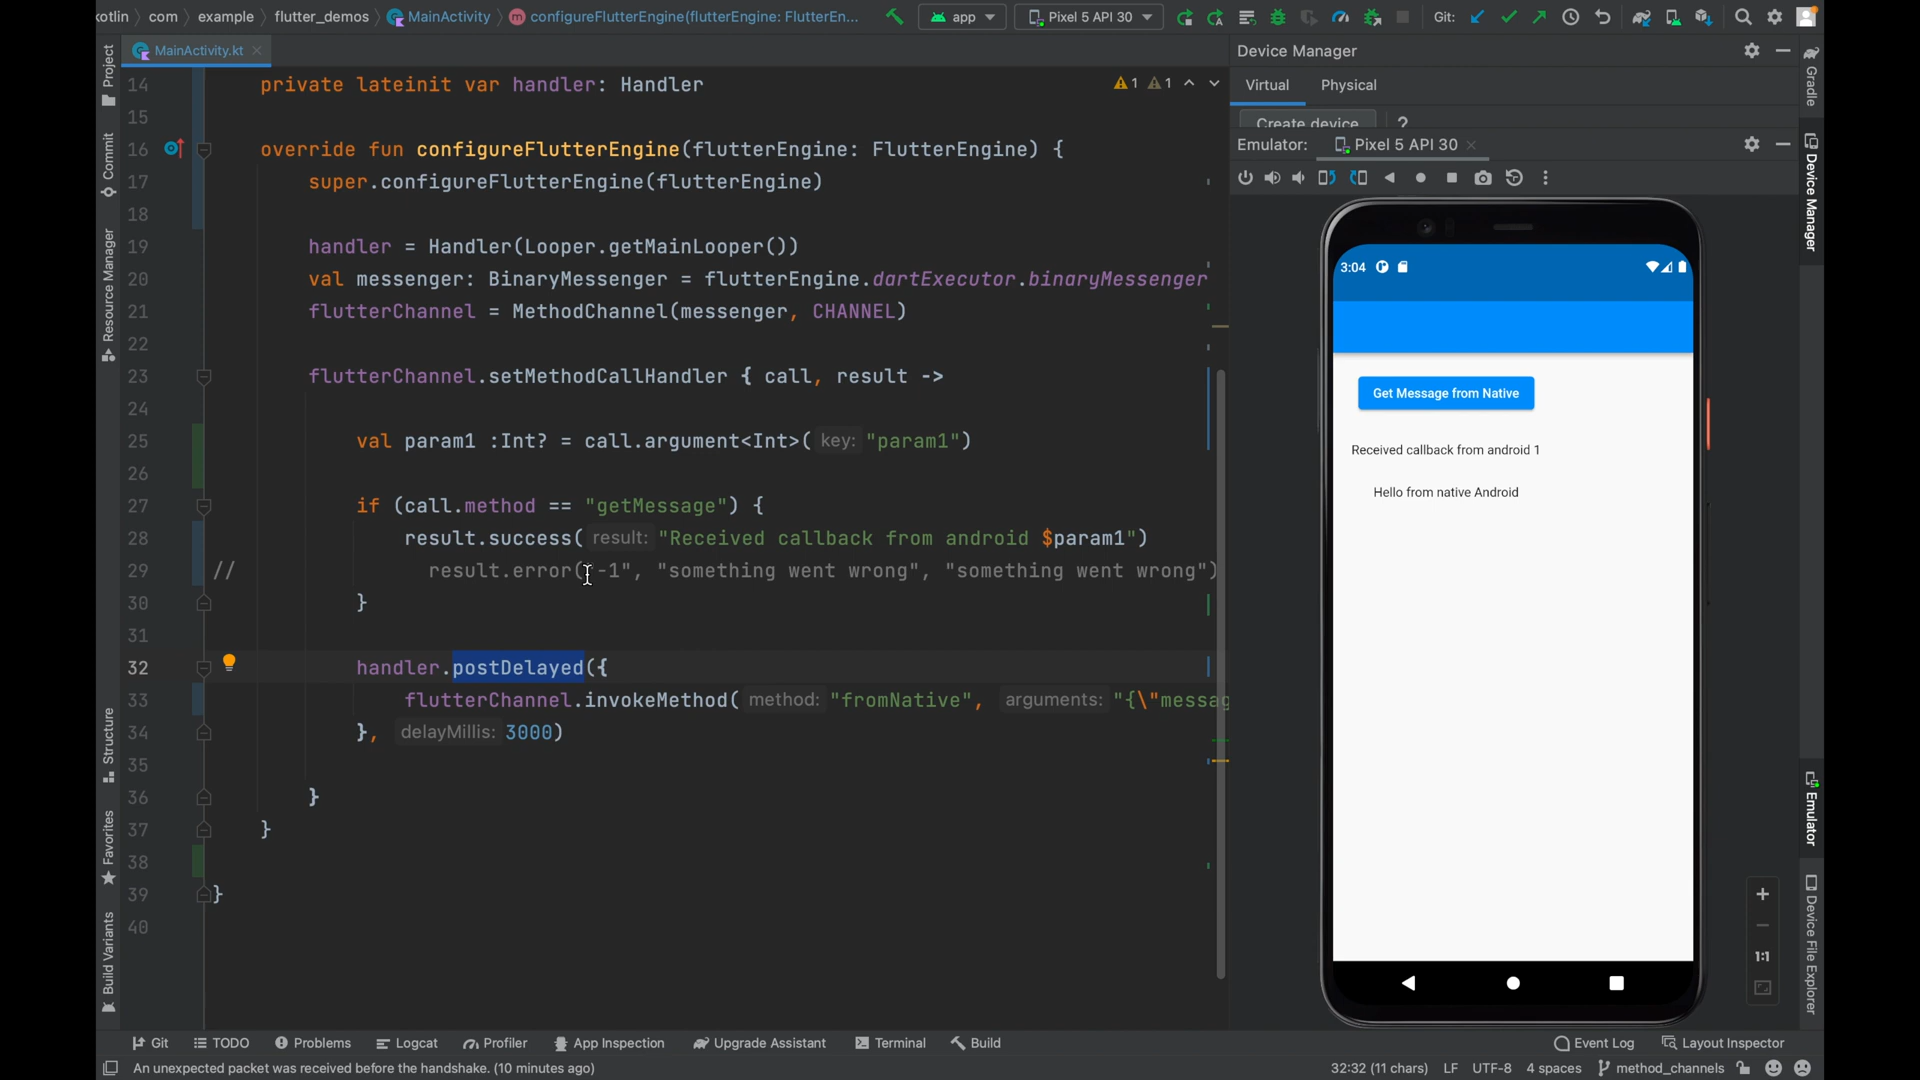 otlin com example flutter_demos MainActivity configureFlutterEngine(flutterEngine: FlutterEn... app Pixel 5 API 30 Git:
MainActivity.kt
Project
Commit
Resource Manager
Structure
Favorites
Build Variants
1 1
14 private lateinit var handler: Handler
15
16 override fun configureFlutterEngine(flutterEngine: FlutterEngine) {
17 super.configureFlutterEngine(flutterEngine)
18
19 handler = Handler(Looper.getMainLooper())
20 val messenger: BinaryMessenger = flutterEngine.dartExecutor.binaryMessenger
21 flutterChannel = MethodChannel(messenger, CHANNEL)
22
23 flutterChannel.setMethodCallHandler { call, result ->
24
25 val param1 :Int? = call.argument<Int>( key: "param1")
26
27 if (call.method == "getMessage") {
28 result.success( result: "Received callback from android $param1")
29 // result.error("-1", "something went wrong", "something went wrong")
30 }
31
32 handler.postDelayed({
33 flutterChannel.invokeMethod( method: "fromNative", arguments: "{\"messag
34 }, delayMillis: 3000)
35
36 }
37 }
38
39 }
40
Device Manager
Virtual Physical
Create device ?
Emulator: Pixel 5 API 30
3:04
Get Message from Native
Received callback from android 1
Hello from native Android
1:1
Gradle
Device Manager
Emulator
Device File Explorer
Git TODO Problems Logcat Profiler App Inspection Upgrade Assistant Terminal Build Event Log Layout Inspector
An unexpected packet was received before the handshake. (10 minutes ago) 32:32 (11 chars) LF UTF-8 4 spaces method_channels